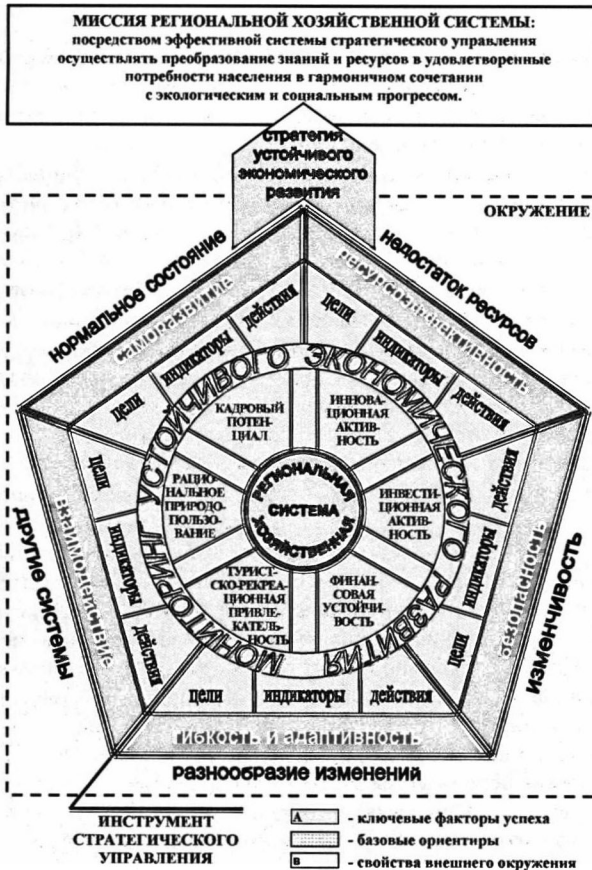 МИССИЯ РЕГИОНАЛЬНОЙ ХОЗЯЙСТВЕННОЙ СИСТЕМЫ:
посредством эффективной системы стратегического управления
осуществлять преобразование знаний и ресурсов в удовлетворенные
потребности населения в гармоничном сочетании
с экологическим и социальным прогрессом.
стратегия
устойчивого
экономического
развития
ОКРУЖЕНИЕ
нормальное состояние
недостаток ресурсов
саморазвитие
ресурсоэффективность
цели
индикаторы
действия
цели
индикаторы
действия
МОНИТОРИНГ УСТОЙЧИВОГО ЭКОНОМИЧЕСКОГО РАЗВИТИЯ
КАДРОВЫЙ
ПОТЕН-
ЦИАЛ
ИННОВА-
ЦИОННАЯ
АКТИВ-
НОСТЬ
РАЦИО-
НАЛЬНОЕ
ПРИРОДО-
ПОЛЬЗО-
ВАНИЕ
РЕГИОНАЛЬНАЯ
СИСТЕМА
ХОЗЯЙСТВЕННАЯ
ИНВЕСТИ-
ЦИОННАЯ
АКТИВ-
НОСТЬ
ТУРИСТ-
СКО-РЕКРЕА-
ЦИОННАЯ
ПРИВЛЕ-
КАТЕЛЬ-
НОСТЬ
ФИНАН-
СОВАЯ
УСТОЙЧИ-
ВОСТЬ
другие системы
взаимодействие
цели
индикаторы
действия
действия
индикаторы
цели
безопасность
изменчивость
цели
индикаторы
действия
гибкость и адаптивность
разнообразие изменений
ИНСТРУМЕНТ
СТРАТЕГИЧЕСКОГО
УПРАВЛЕНИЯ
А - ключевые факторы успеха
- базовые ориентиры
В - свойства внешнего окружения